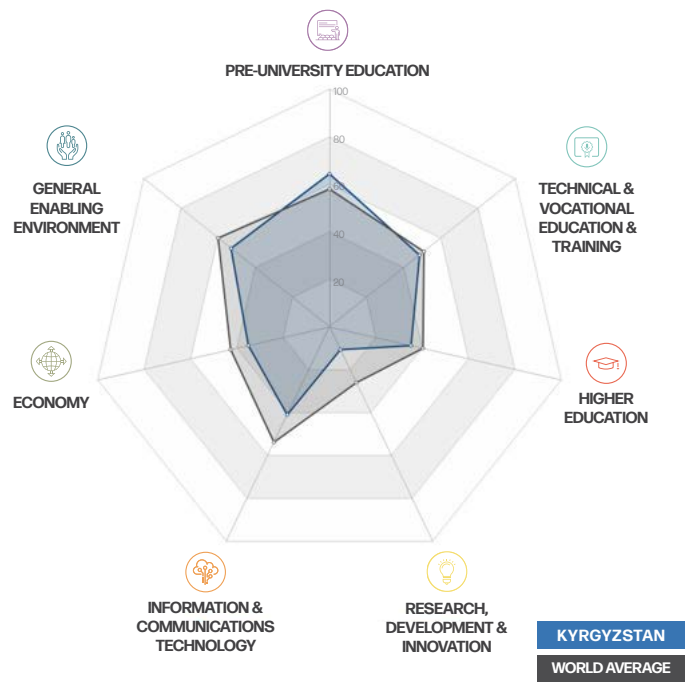 PRE-UNIVERSITY EDUCATION
100
80
60
40
20
GENERAL
ENABLING
ENVIRONMENT
TECHNICAL &
VOCATIONAL
EDUCATION &
TRAINING
ECONOMY
HIGHER
EDUCATION
INFORMATION &
COMMUNICATIONS
TECHNOLOGY
RESEARCH,
DEVELOPMENT &
INNOVATION
KYRGYZSTAN
WORLD AVERAGE